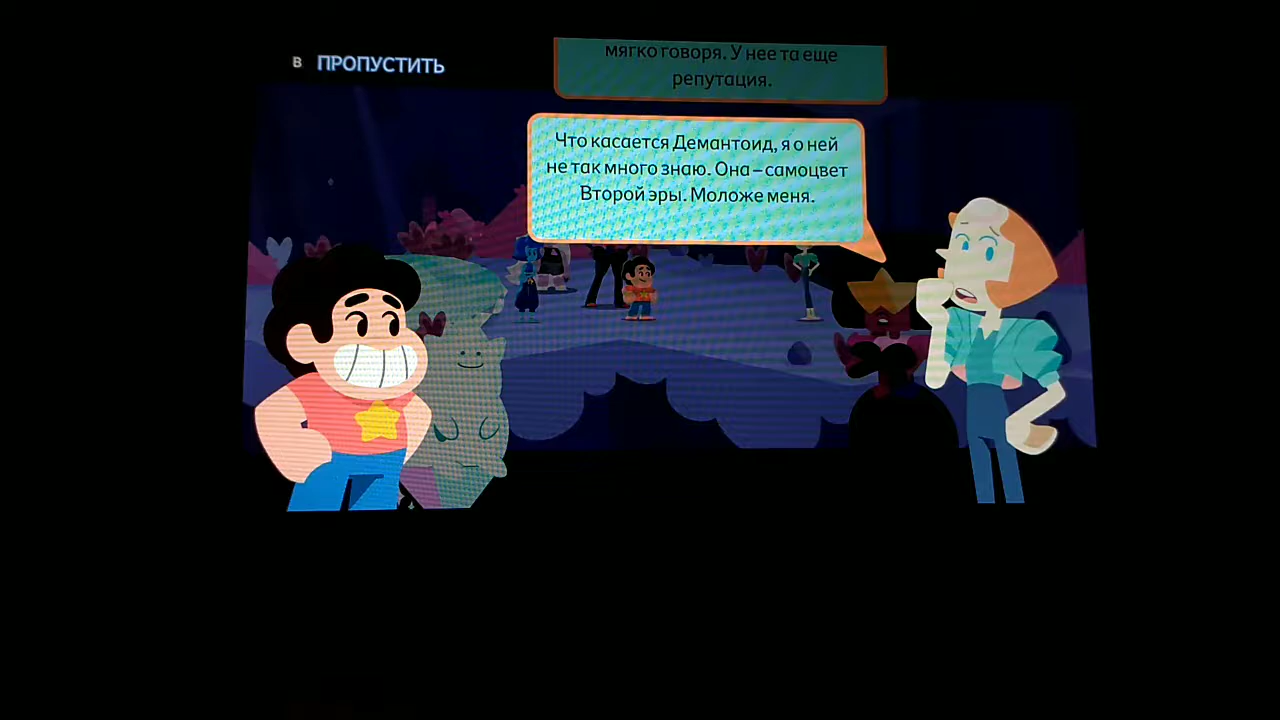 В ПРОПУСТИТЬ
мягко говоря. У нее та еще
репутация.
Что касается Демантоид, я о ней
не так много знаю. Она – самоцвет
Второй эры. Моложе меня.